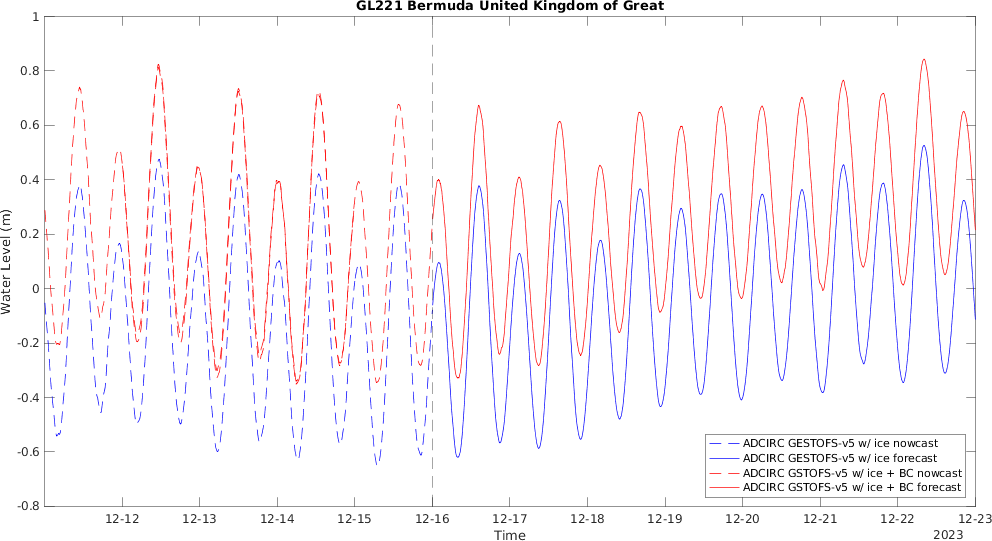 GL221 Bermuda United Kingdom of Great
1
0.8
0.6
0.4
0.2
0
-0.2
-0.4
-0.6
-0.8
Water Level (m)
ADCIRC GESTOFS-v5 w/ ice nowcast
ADCIRC GESTOFS-v5 w/ ice forecast
ADCIRC GSTOFS-v5 w/ ice + BC nowcast
ADCIRC GSTOFS-v5 w/ ice + BC forecast
12-12 12-13 12-14 12-15 12-16 12-17 12-18 12-19 12-20 12-21 12-22 12-23
Time
2023